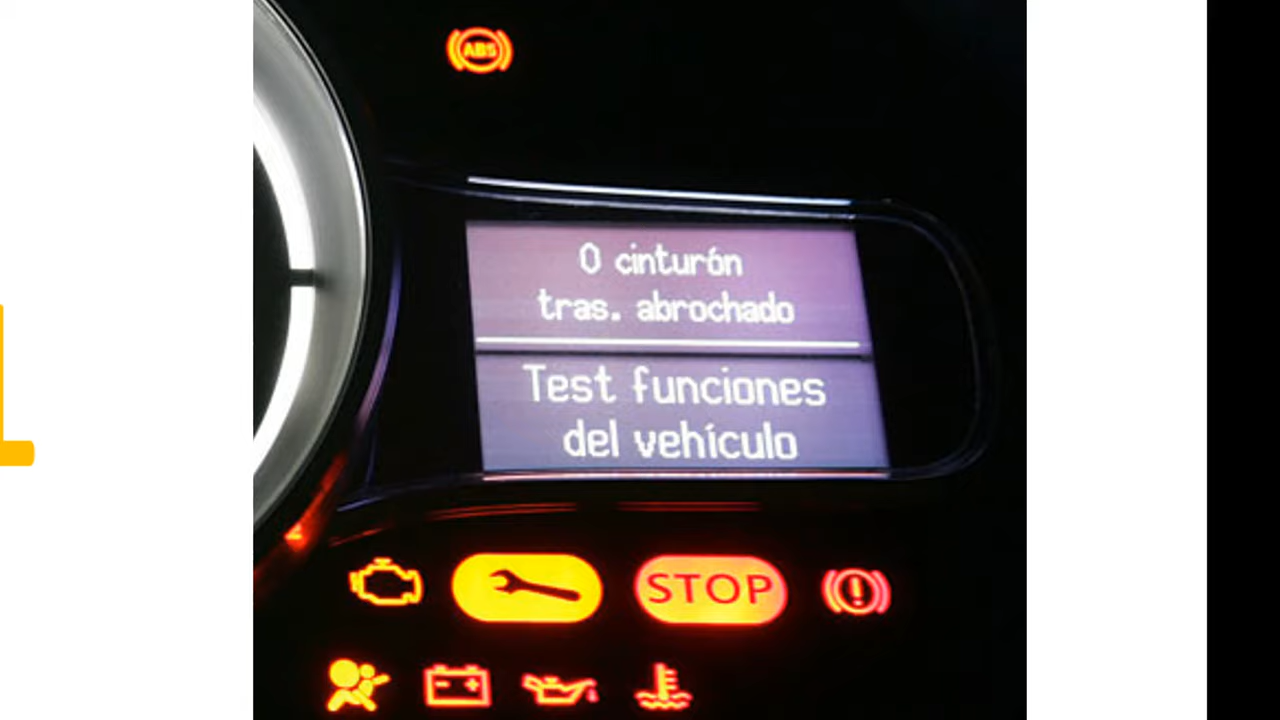 ABS
0 cinturón
tras. abrochado
Test funciones
del vehículo
STOP